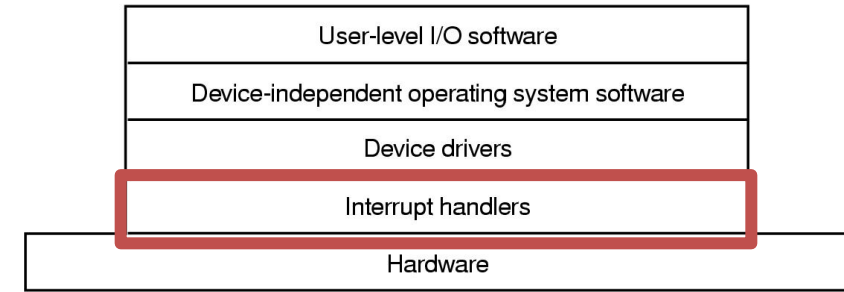 User-level I/O software
Device-independent operating system software
Device drivers
Interrupt handlers
Hardware